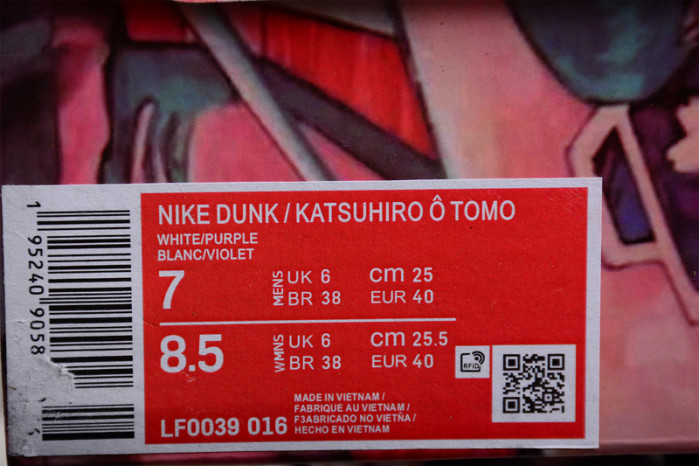 NIKE DUNK / KATSUHIRO Ô TOMO
WHITE/PURPLE
BLANC/VIOLET
7 MENS UK 6 cm 25
BR 38 EUR 40
8.5 WMNS UK 6 cm 25.5
BR 38 EUR 40
RFID
LF0039 016
MADE IN VIETNAM /
FABRIQUE AU VIETNAM /
F3ABRICADO NO VIETÑA /
HECHO EN VIETNAM
1 95240 9058